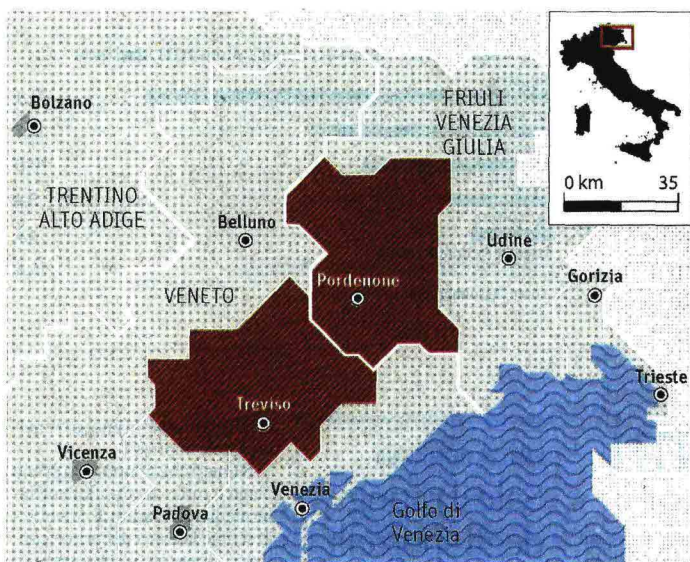 Bolzano
FRIULI
VENEZIA
GIULIA
0 km 35
TRENTINO
ALTO ADIGE
Belluno
Udine
Gorizia
VENETO
Pordenone
Trieste
Treviso
Vicenza
Venezia
Padova
Golfo di
Venezia